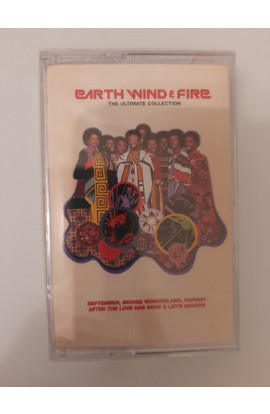 EARTH WIND & FIRE
THE ULTIMATE COLLECTION
SEPTEMBER, BOOGIE WONDERLAND, FANTASY
AFTER THE LOVE HAS GONE & LET'S GROOVE